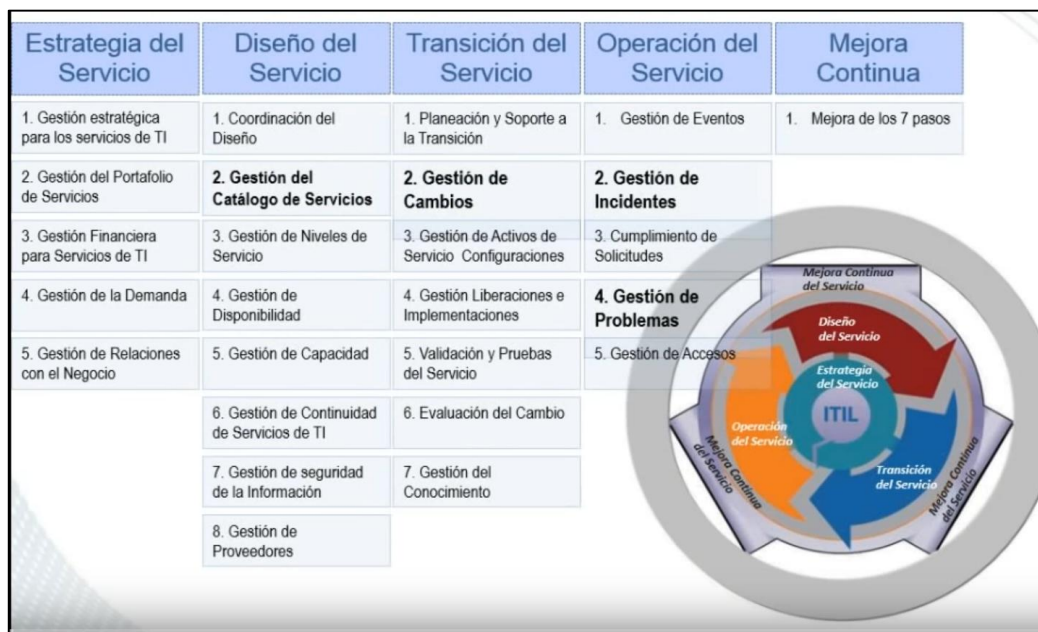 Estrategia del
Servicio
Diseño del
Servicio
Transición del
Servicio
Operación del
Servicio
Mejora
Continua
1. Gestión estratégica
para los servicios de TI
2. Gestión del Portafolio
de Servicios
3. Gestión Financiera
para Servicios de TI
4. Gestión de la Demanda
5. Gestión de Relaciones
con el Negocio
1. Coordinación del
Diseño
2. Gestión del
Catálogo de Servicios
3. Gestión de Niveles de
Servicio
4. Gestión de
Disponibilidad
5. Gestión de Capacidad
6. Gestión de Continuidad
de Servicios de TI
7. Gestión de seguridad
de la Información
8. Gestión de
Proveedores
1. Planeación y Soporte a
la Transición
2. Gestión de
Cambios
3. Gestión de Activos de
Servicio Configuraciones
4. Gestión Liberaciones e
Implementaciones
5. Validación y Pruebas
del Servicio
6. Evaluación del Cambio
7. Gestión del
Conocimiento
1. Gestión de Eventos
2. Gestión de
Incidentes
3. Cumplimiento de
Solicitudes
4. Gestión de
Problemas
5. Gestión de Accesos
1. Mejora de los 7 pasos
Mejora Continua
del Servicio
Diseño
del Servicio
Estrategia
del Servicio
ITIL
Operación
del Servicio
Transición
del Servicio
Mejora Continua
del Servicio
Mejora Continua
del Servicio